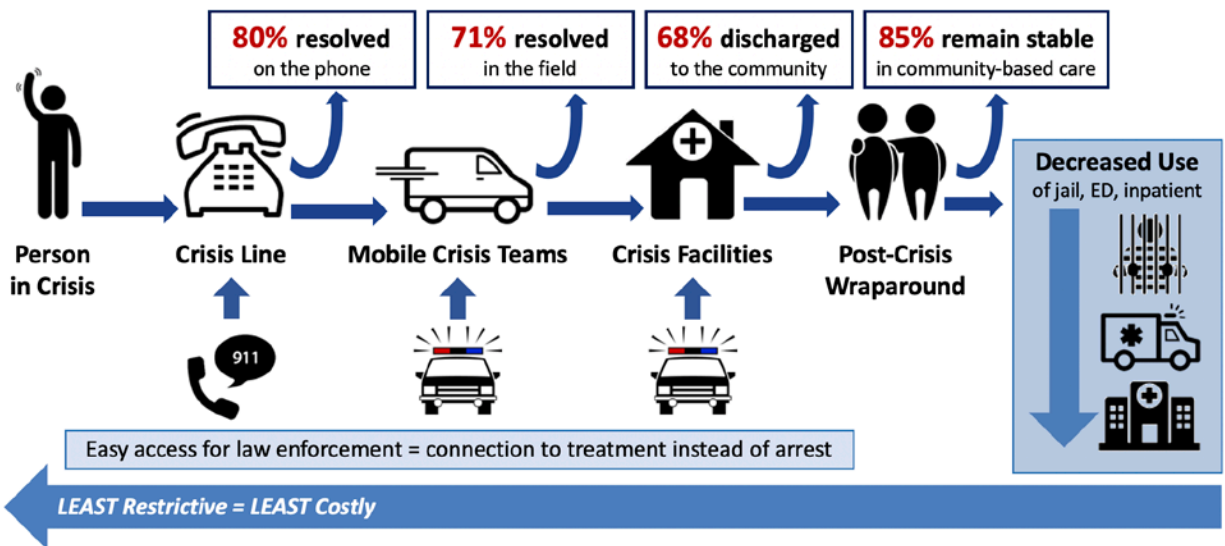 80% resolved
on the phone
71% resolved
in the field
68% discharged
to the community
85% remain stable
in community-based care
Person
in Crisis
Crisis Line
Mobile Crisis Teams
Crisis Facilities
Post-Crisis
Wraparound
Decreased Use
of jail, ED, inpatient
911
Easy access for law enforcement = connection to treatment instead of arrest
LEAST Restrictive = LEAST Costly